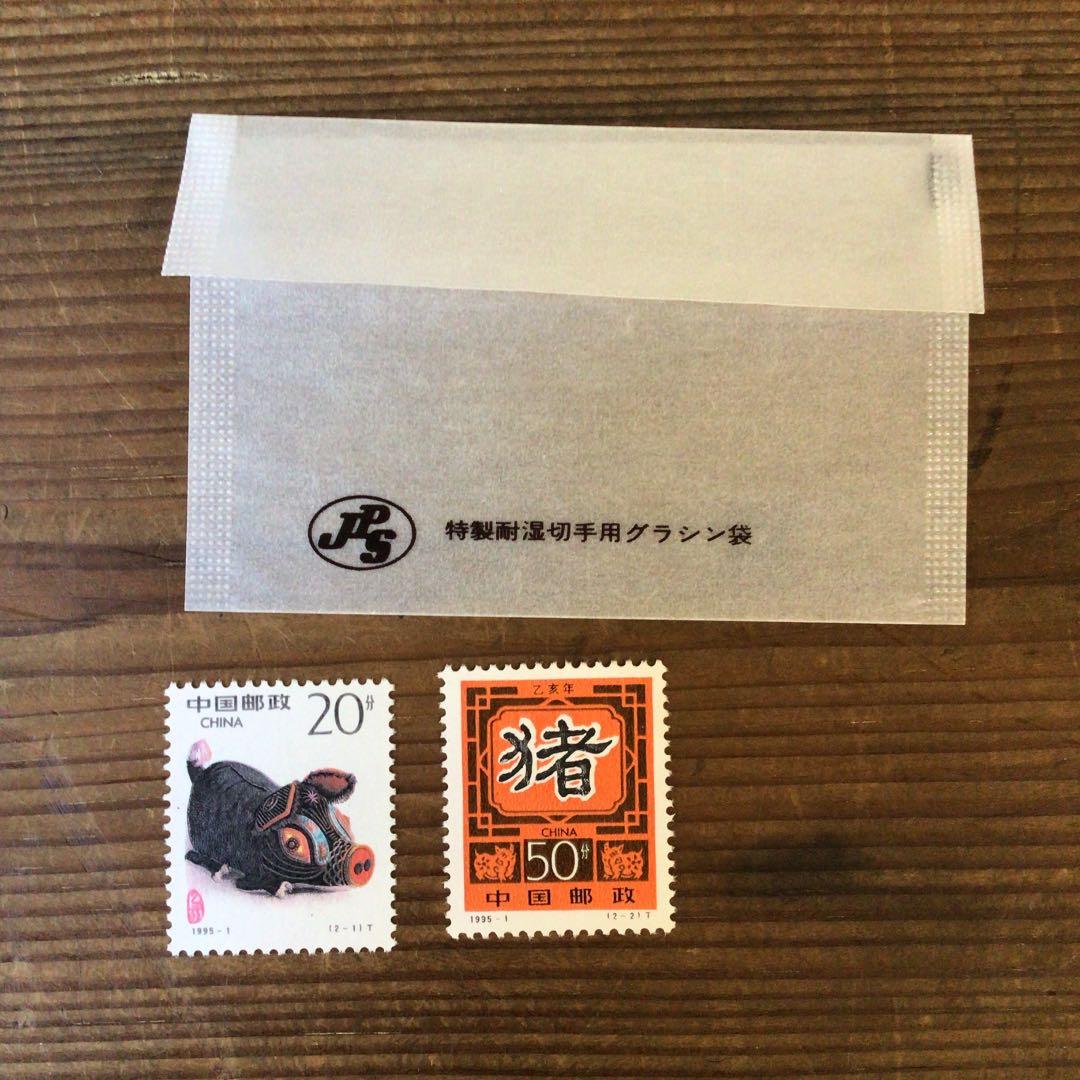 JPS 特製耐湿切手用グラシン袋
中国邮政 20分
CHINA
1995-1 (2-1)T
乙亥年
猪
CHINA
50分
中国邮政
1995-1 (2-2)T